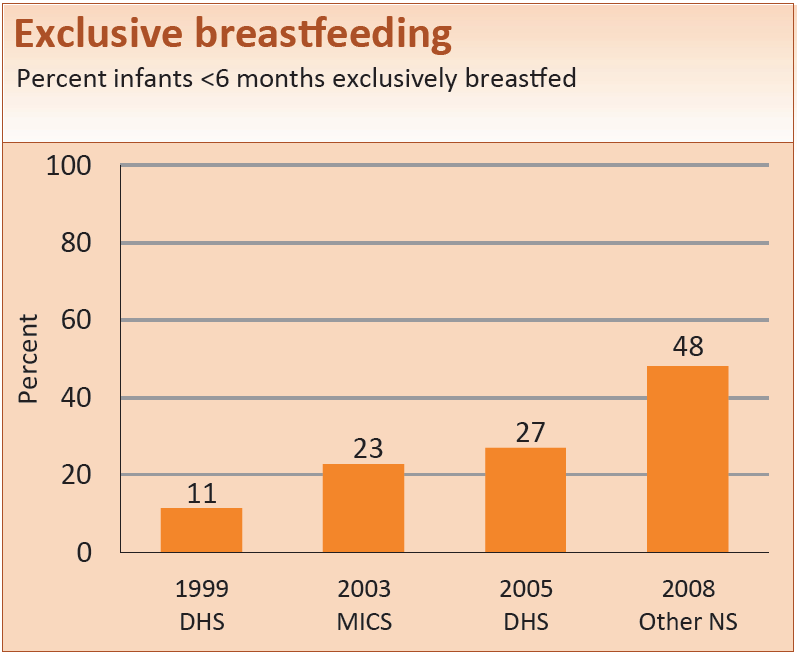 Exclusive breastfeeding
Percent infants <6 months exclusively breastfed
Percent
100
80
60
40
20
0
11
23
27
48
1999
DHS
2003
MICS
2005
DHS
2008
Other NS